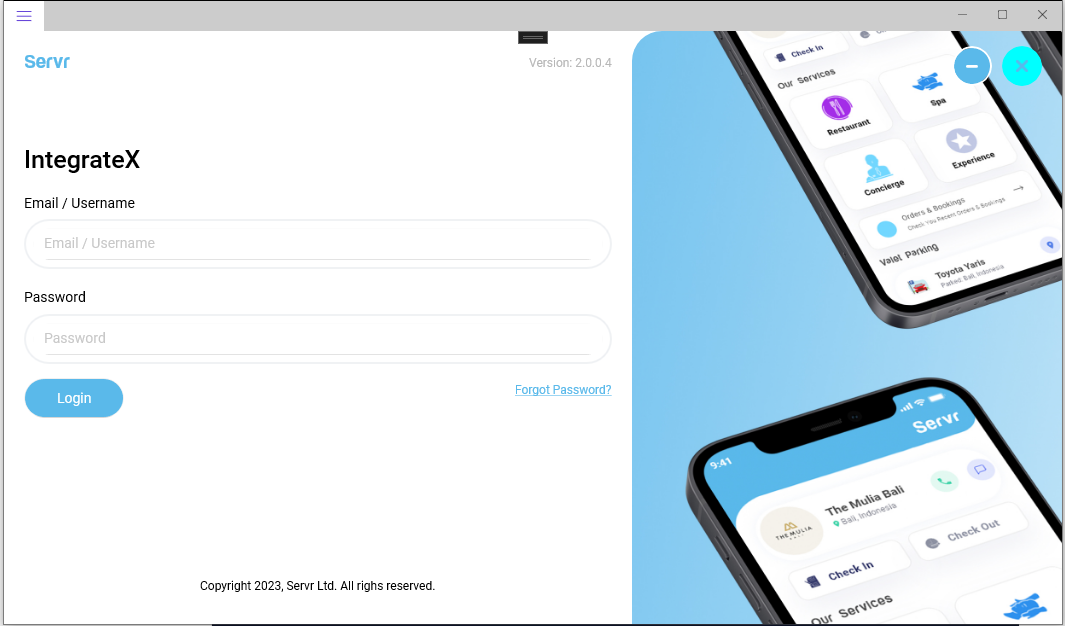 Servr
Version: 2.0.0.4
IntegrateX
Email / Username
Email / Username
Password
Password
Login
Forgot Password?
Copyright 2023, Servr Ltd. All righs reserved.
Check In
Our Services
Restaurant
Spa
Concierge
Experience
Orders & Bookings
Check You Recent Orders & Bookings
Valet Parking
Toyota Yaris
Parked: Bali, Indonesia
9:41
Servr
THE MULIA
BALI
The Mulia Bali
Bali, Indonesia
Check In
Check Out
Our Services